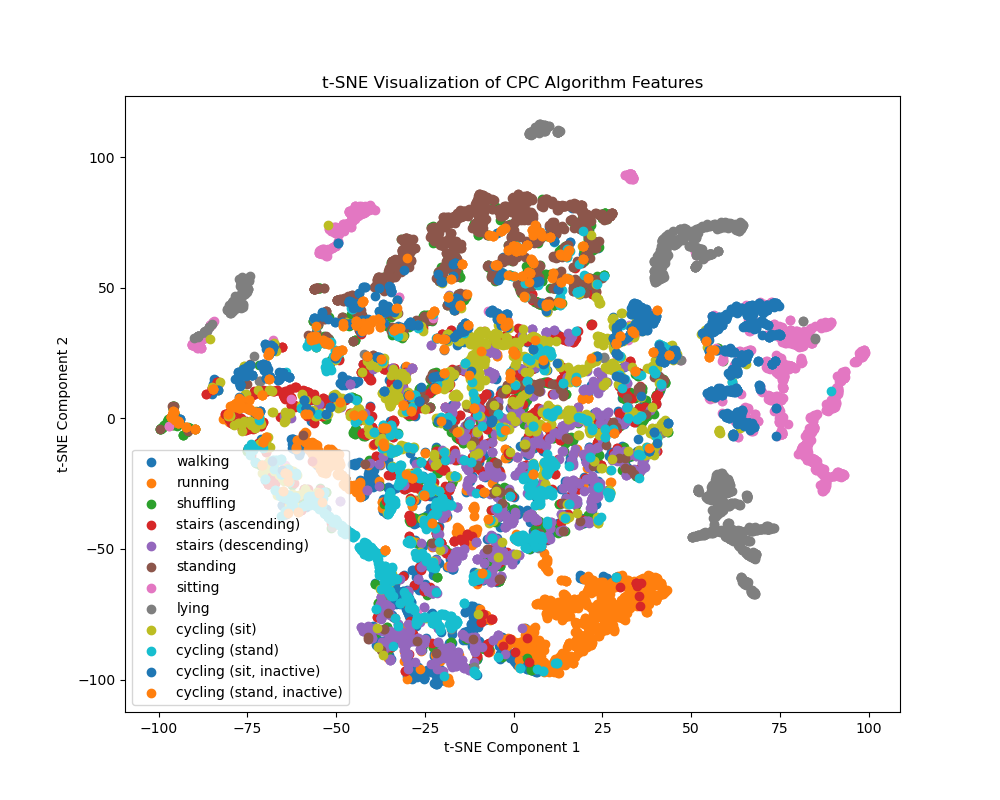 t-SNE Visualization of CPC Algorithm Features
t-SNE Component 2
100
50
0
−50
−100
walking
running
shuffling
stairs (ascending)
stairs (descending)
standing
sitting
lying
cycling (sit)
cycling (stand)
cycling (sit, inactive)
cycling (stand, inactive)
−100 −75 −50 −25 0 25 50 75 100
t-SNE Component 1